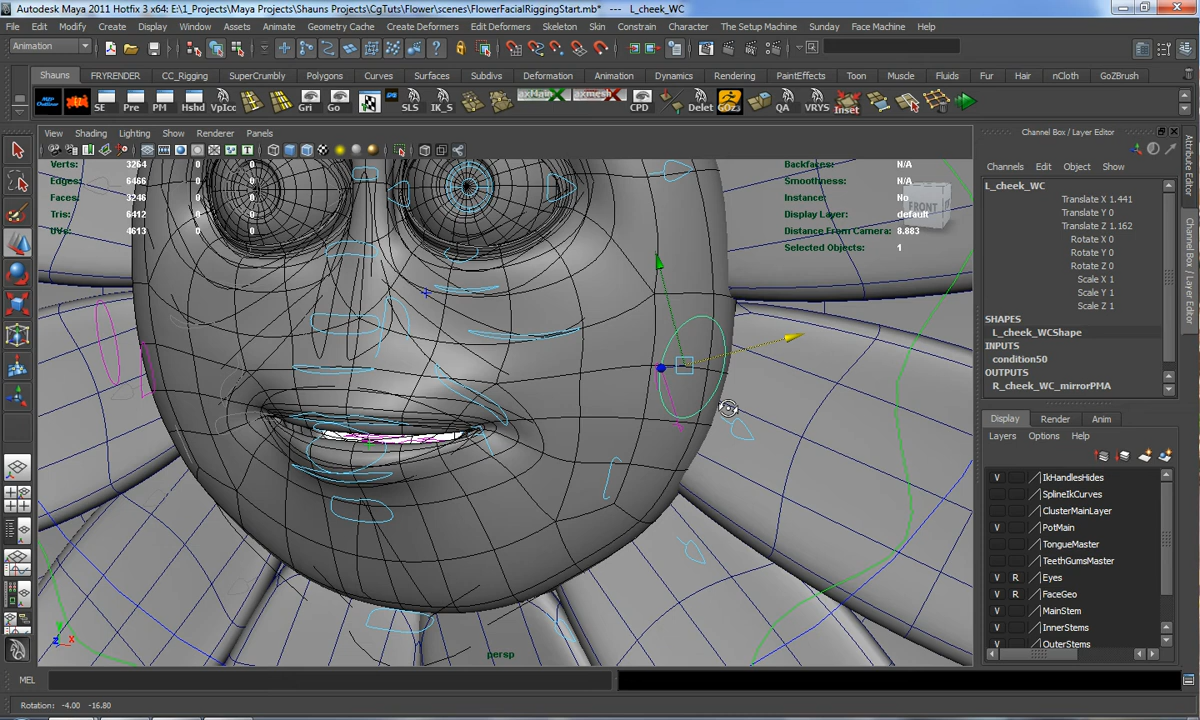 Autodesk Maya 2011 Hotfix 3 x64: E:\1_Projects\Maya Projects\Shauns Projects\CgTuts\Flower\scenes\FlowerFacialRiggingStart.mb* --- L_cheek_WC
File Edit Modify Create Display Window Assets Animate Geometry Cache Create Deformers Edit Deformers Skeleton Skin Constrain Character The Setup Machine Sunday Face Machine Help
Animation
Shauns FRYRENDER CC_Rigging SuperCrumbly Polygons Curves Surfaces Subdivs Deformation Animation Dynamics Rendering PaintEffects Toon Muscle Fluids Fur Hair nCloth GoZBrush
SE Pre PM Hshd VpIcc Gri Go SLS IK_S axMain axmesh CPD Delet GOZs QA VRYS Inset
View Shading Lighting Show Renderer Panels
Verts: 3264 0 0
Edges: 6466 0 0
Faces: 3246 0 0
Tris: 6412 0 0
UVs: 4613 0 0
Backfaces: N/A
Smoothness: N/A
Instance: No
Display Layer: default
Distance From Camera: 8.883
Selected Objects: 1
FRONT
persp
Channel Box / Layer Editor
Channels Edit Object Show
L_cheek_WC
Translate X 1.441
Translate Y 0
Translate Z 1.162
Rotate X 0
Rotate Y 0
Rotate Z 0
Scale X 1
Scale Y 1
Scale Z 1
SHAPES
L_cheek_WCShape
INPUTS
condition50
OUTPUTS
R_cheek_WC_mirrorPMA
Display Render Anim
Layers Options Help
V IkHandlesHides
SplineIkCurves
ClusterMainLayer
V PotMain
TongueMaster
TeethGumsMaster
V R Eyes
V R FaceGeo
V MainStem
V InnerStems
V OuterStems
Attribute Editor
Channel Box / Layer Editor
MEL
Rotation: -4.00 -16.80